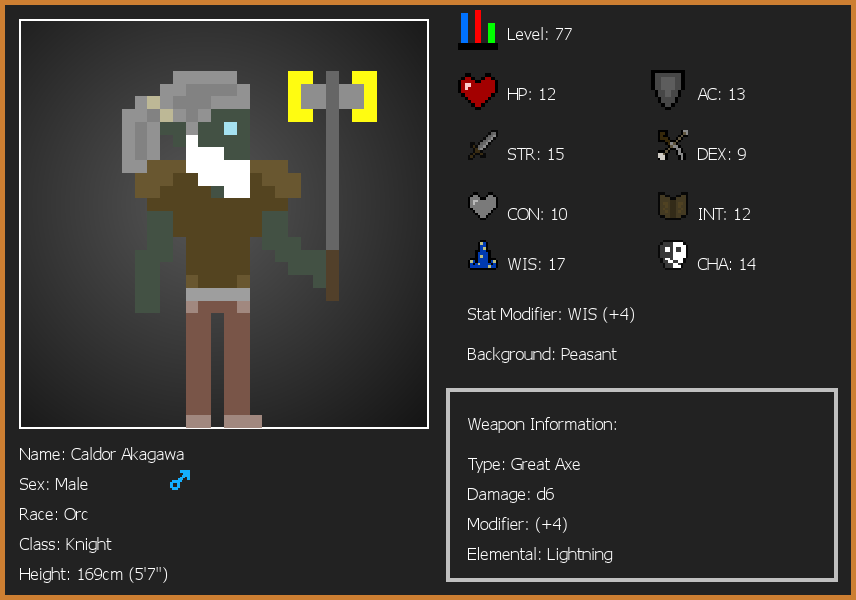 Level: 77
HP: 12
AC: 13
STR: 15
DEX: 9
CON: 10
INT: 12
WIS: 17
CHA: 14
Stat Modifier: WIS (+4)
Background: Peasant
Weapon Information:
Type: Great Axe
Damage: d6
Modifier: (+4)
Elemental: Lightning
Name: Caldor Akagawa
Sex: Male
Race: Orc
Class: Knight
Height: 169cm (5'7")